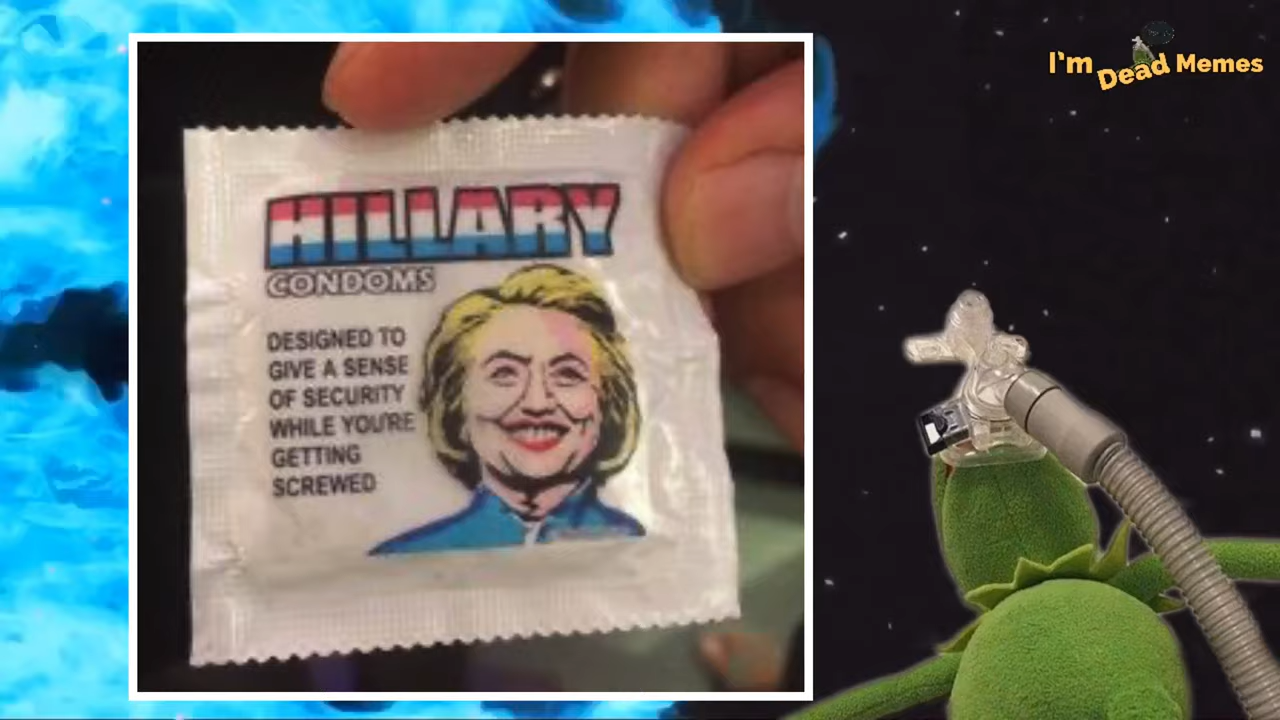 HILLARY
CONDOMS
DESIGNED TO
GIVE A SENSE
OF SECURITY
WHILE YOU'RE
GETTING
SCREWED
I'm Dead Memes